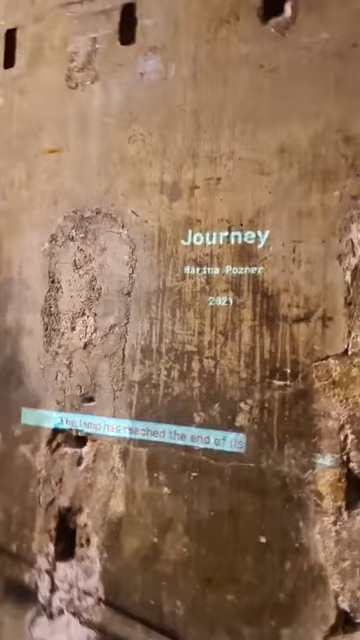 Journey
Marina Pozner
2021
The lamp has reached the end of its